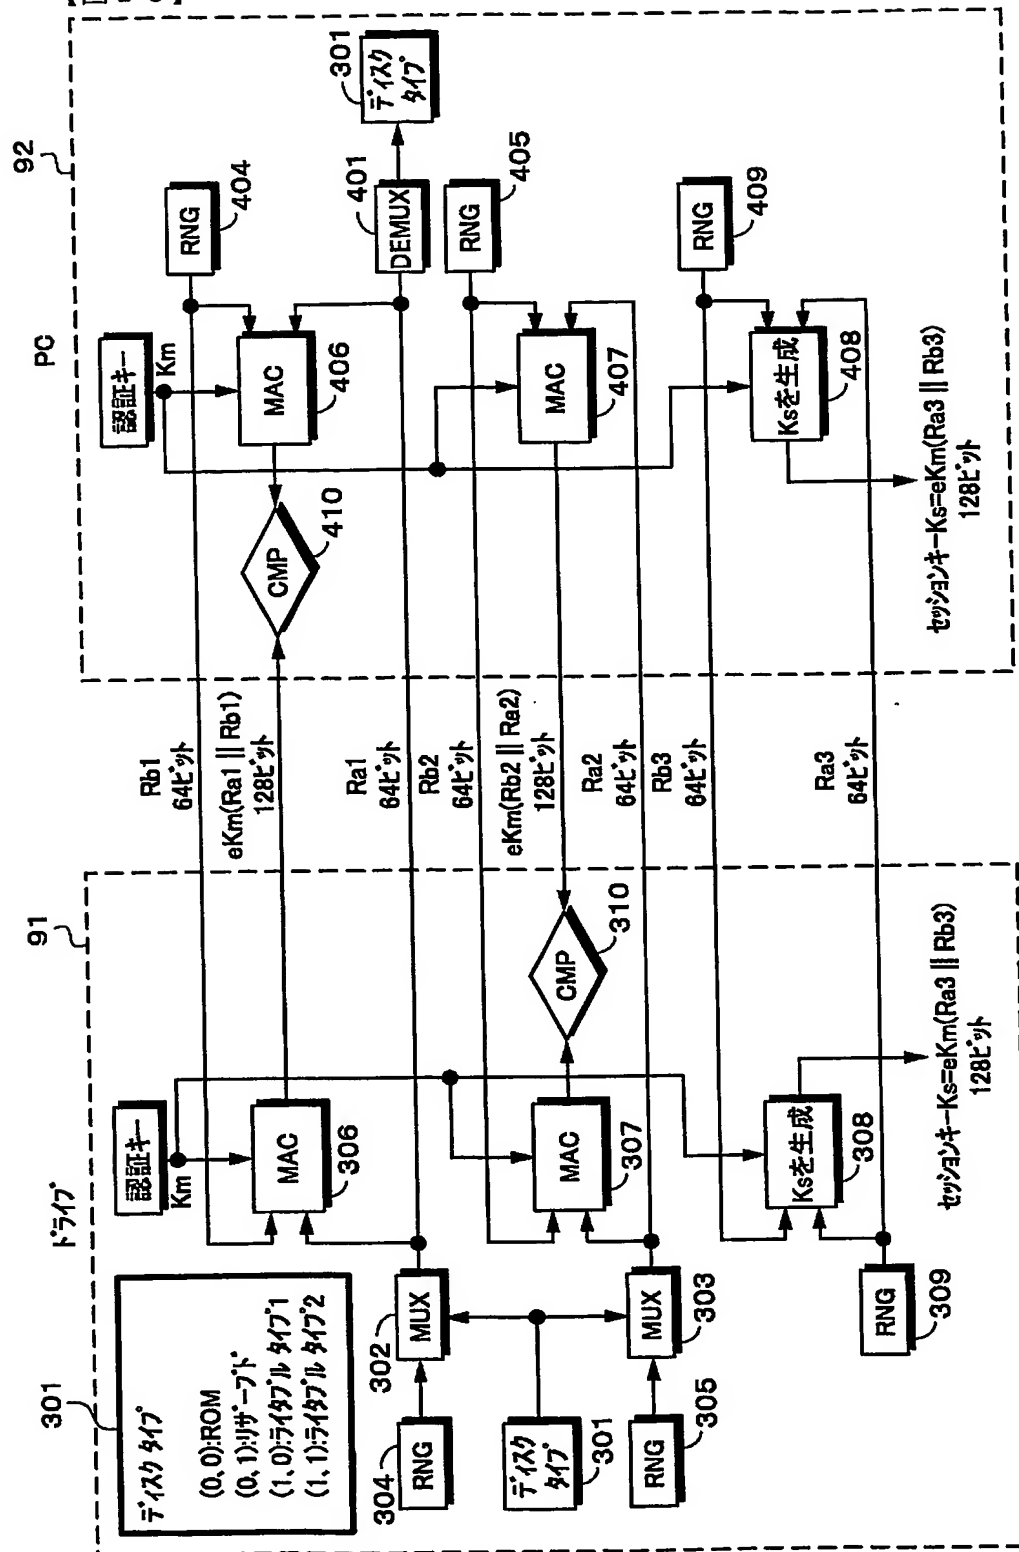 PC
92
認証キー
Km
RNG
404
MAC
406
CMP
410
DEMUX
401
ディスク
タイプ
301
RNG
405
MAC
407
RNG
409
Ksを生成
408
セッションキーKs=eKm(Ra3 || Rb3)
128ビット
Rb1
64ビット
eKm(Ra1 || Rb1)
128ビット
Ra1
64ビット
Rb2
64ビット
eKm(Rb2 || Ra2)
128ビット
Ra2
64ビット
Rb3
64ビット
Ra3
64ビット
ドライブ
91
認証キー
Km
MAC
306
MAC
307
CMP
310
Ksを生成
308
セッションキーKs=eKm(Ra3 || Rb3)
128ビット
301
ディスク タイプ
(0, 0):ROM
(0, 1):リザーブド
(1, 0):ライタブル タイプ1
(1, 1):ライタブル タイプ2
302
MUX
304
RNG
ディスク
タイプ
301
MUX
303
RNG
305
RNG
309